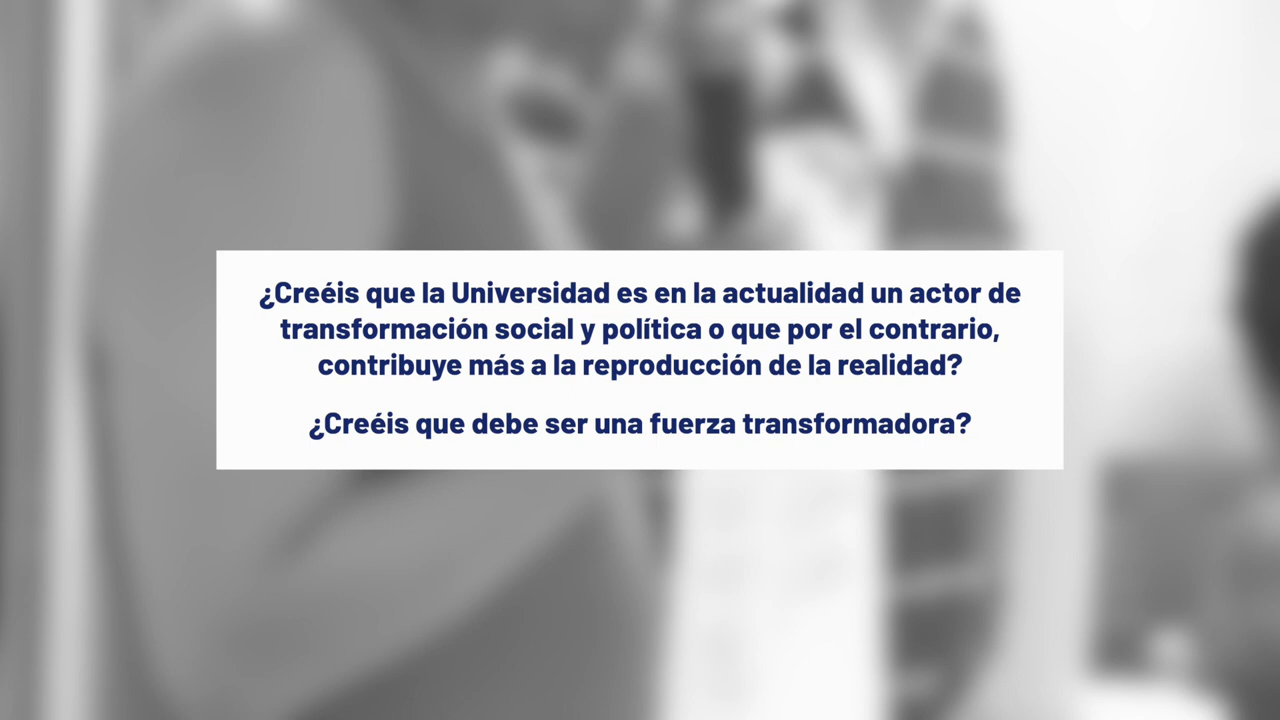 ¿Creéis que la Universidad es en la actualidad un actor de
transformación social y política o que por el contrario,
contribuye más a la reproducción de la realidad?
¿Creéis que debe ser una fuerza transformadora?